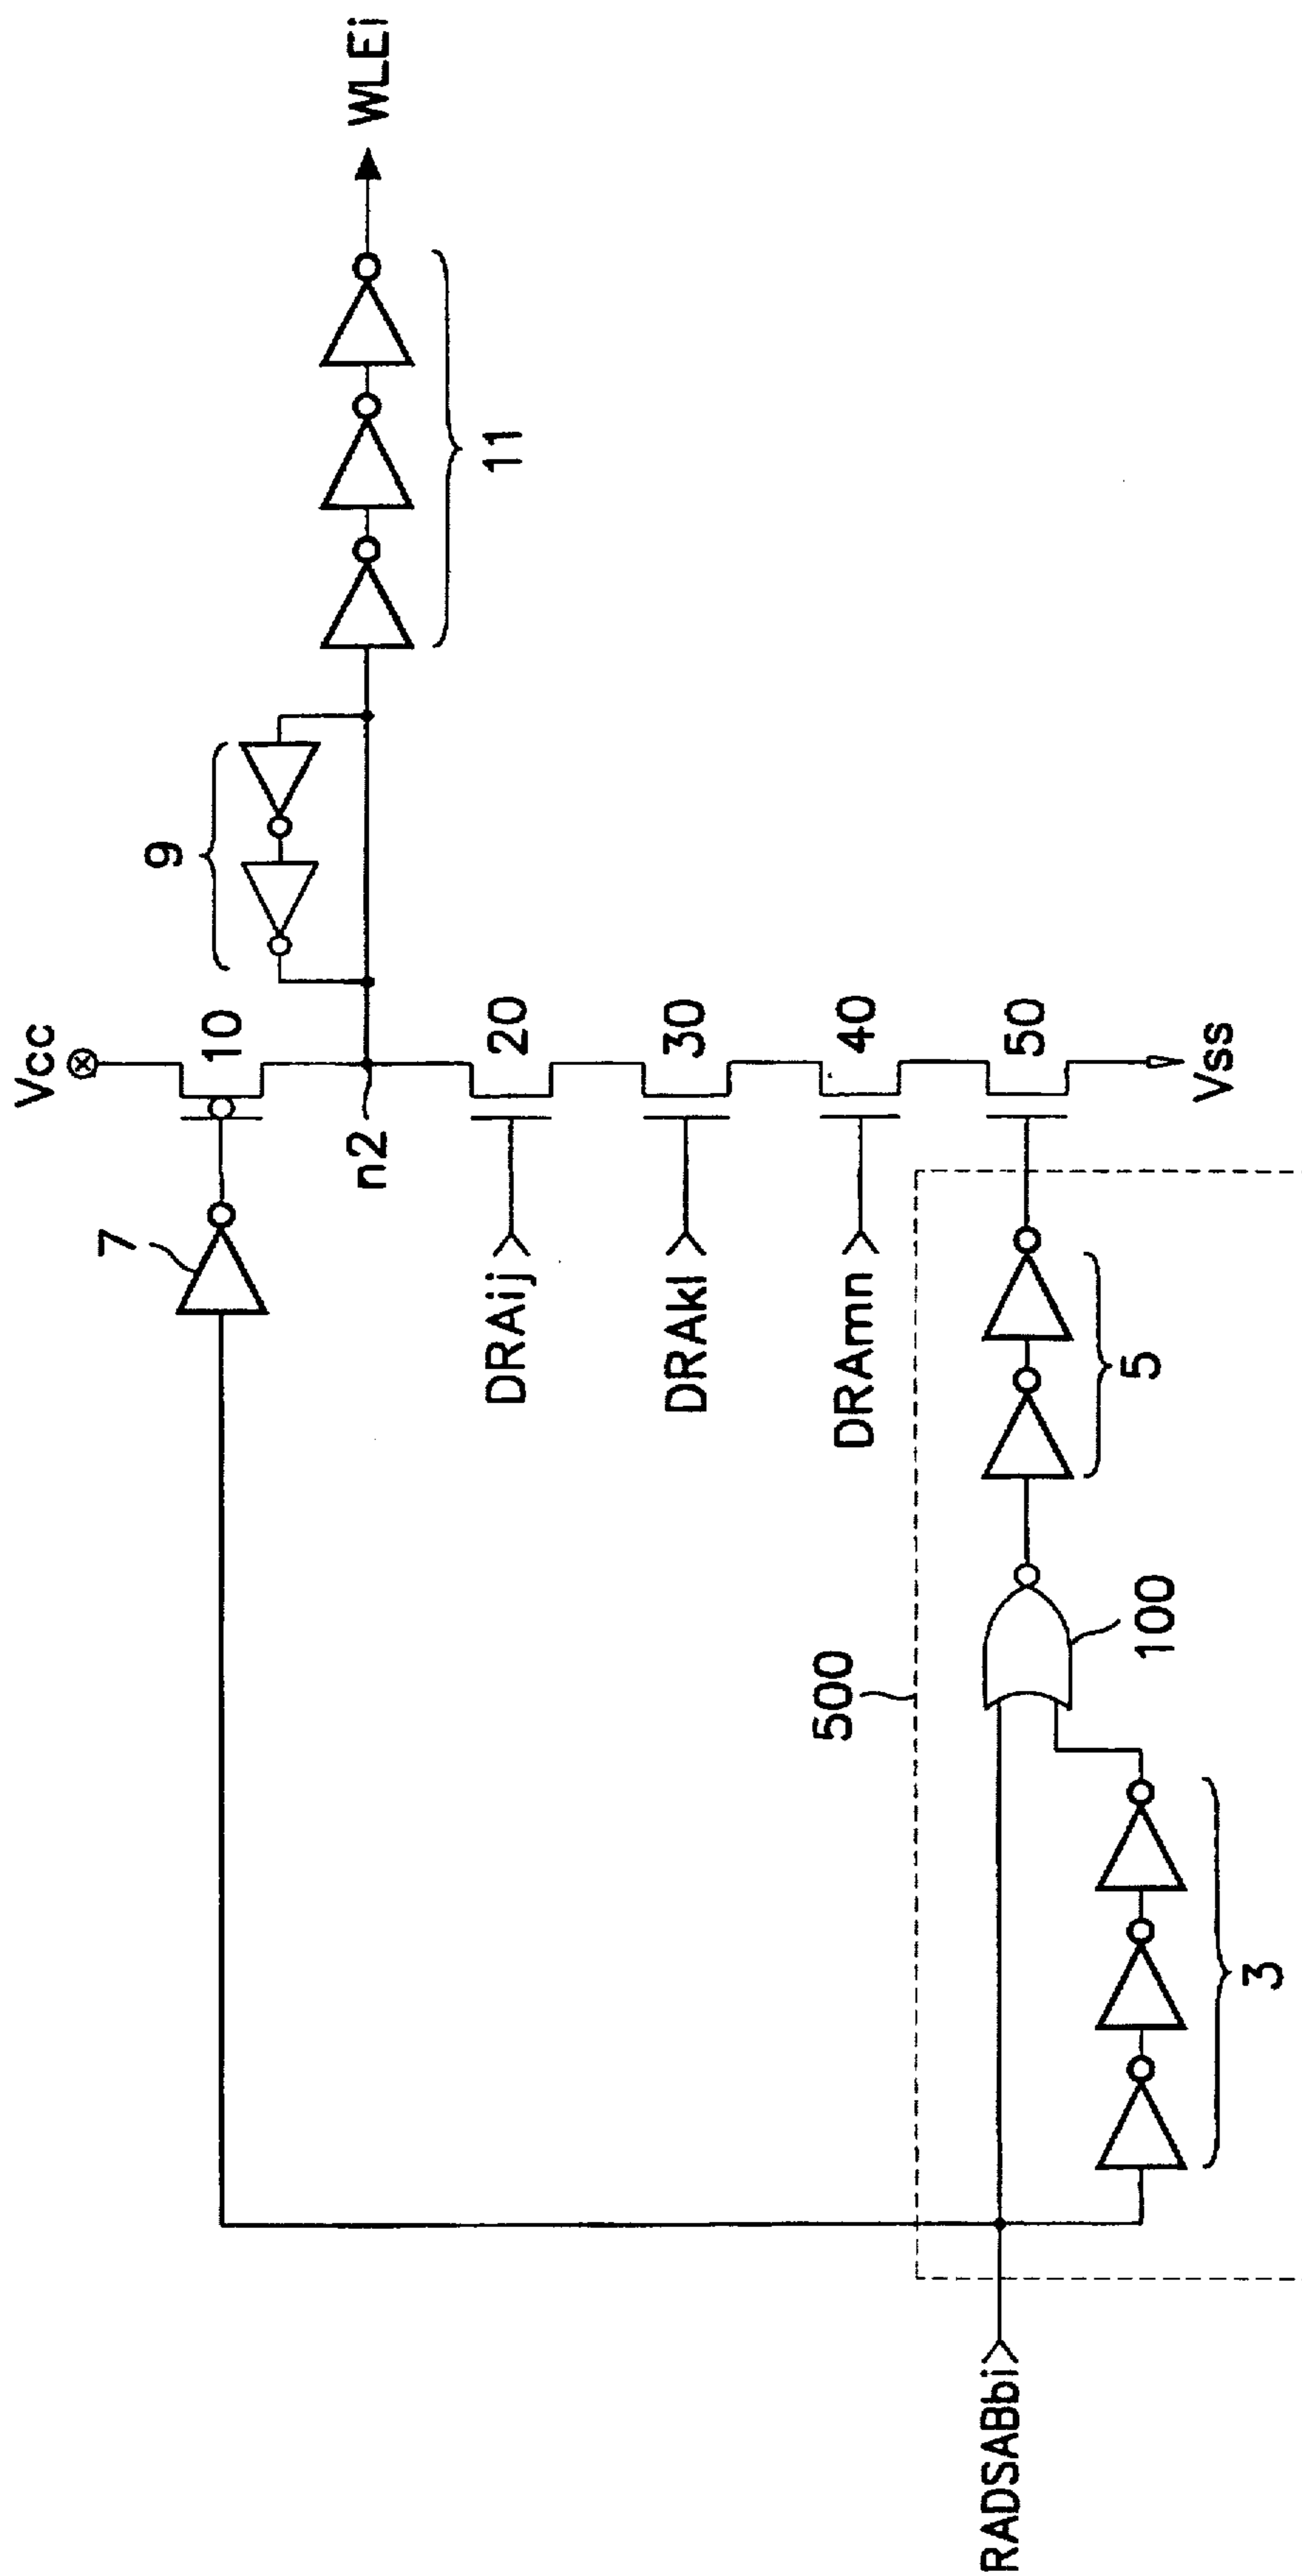 Vcc
7
10
9
n2
WLEi
11
DRAij
20
DRAkl
30
DRAmn
40
500
50
Vss
RADSABbi
100
5
3